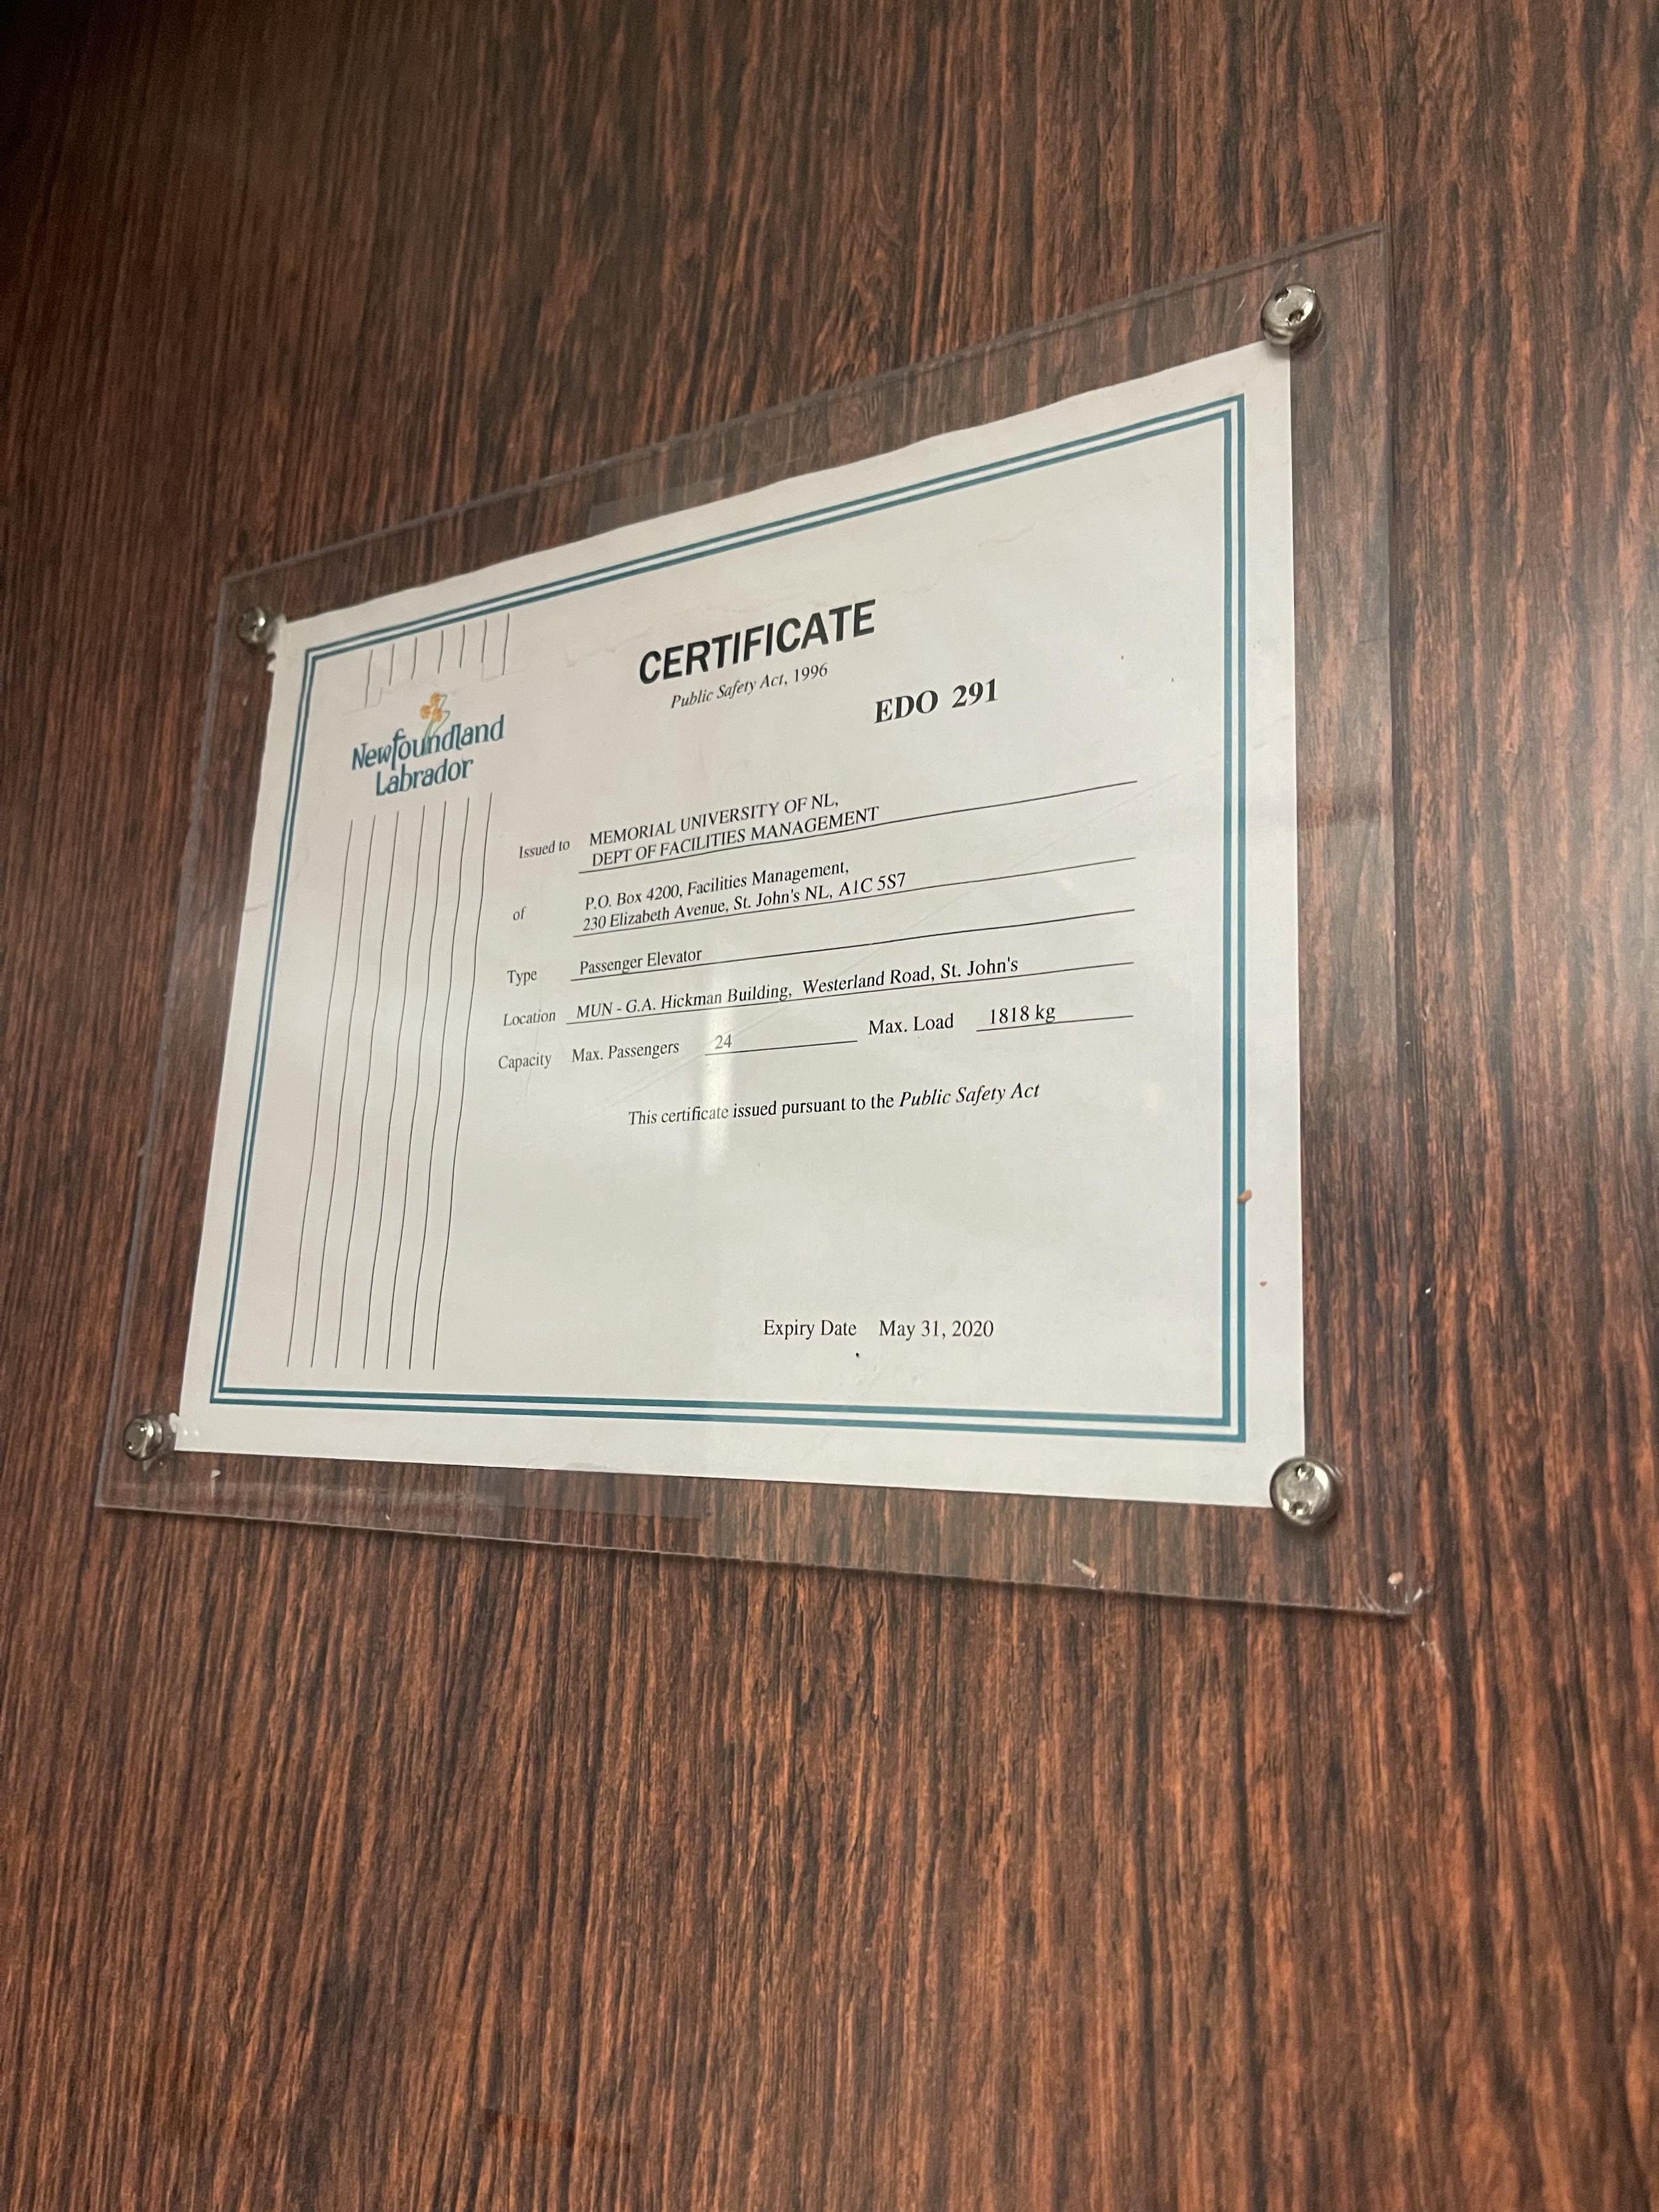 CERTIFICATE
Public Safety Act, 1996
EDO 291
Newfoundland
Labrador
Issued to MEMORIAL UNIVERSITY OF NL,
DEPT OF FACILITIES MANAGEMENT
of P.O. Box 4200, Facilities Management,
230 Elizabeth Avenue, St. John's NL, A1C 5S7
Type Passenger Elevator
Location MUN - G.A. Hickman Building, Westerland Road, St. John's
Capacity Max. Passengers 24 Max. Load 1818 kg
This certificate issued pursuant to the Public Safety Act
Expiry Date May 31, 2020